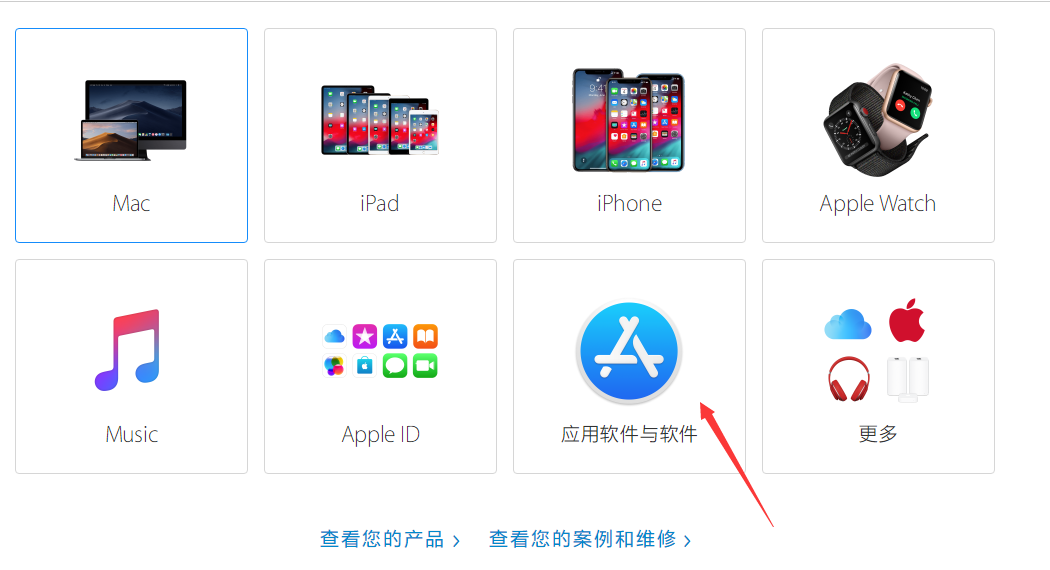 Mac
iPad
iPhone
Apple Watch
Music
Apple ID
应用软件与软件
更多
查看您的产品 >
查看您的案例和维修 >